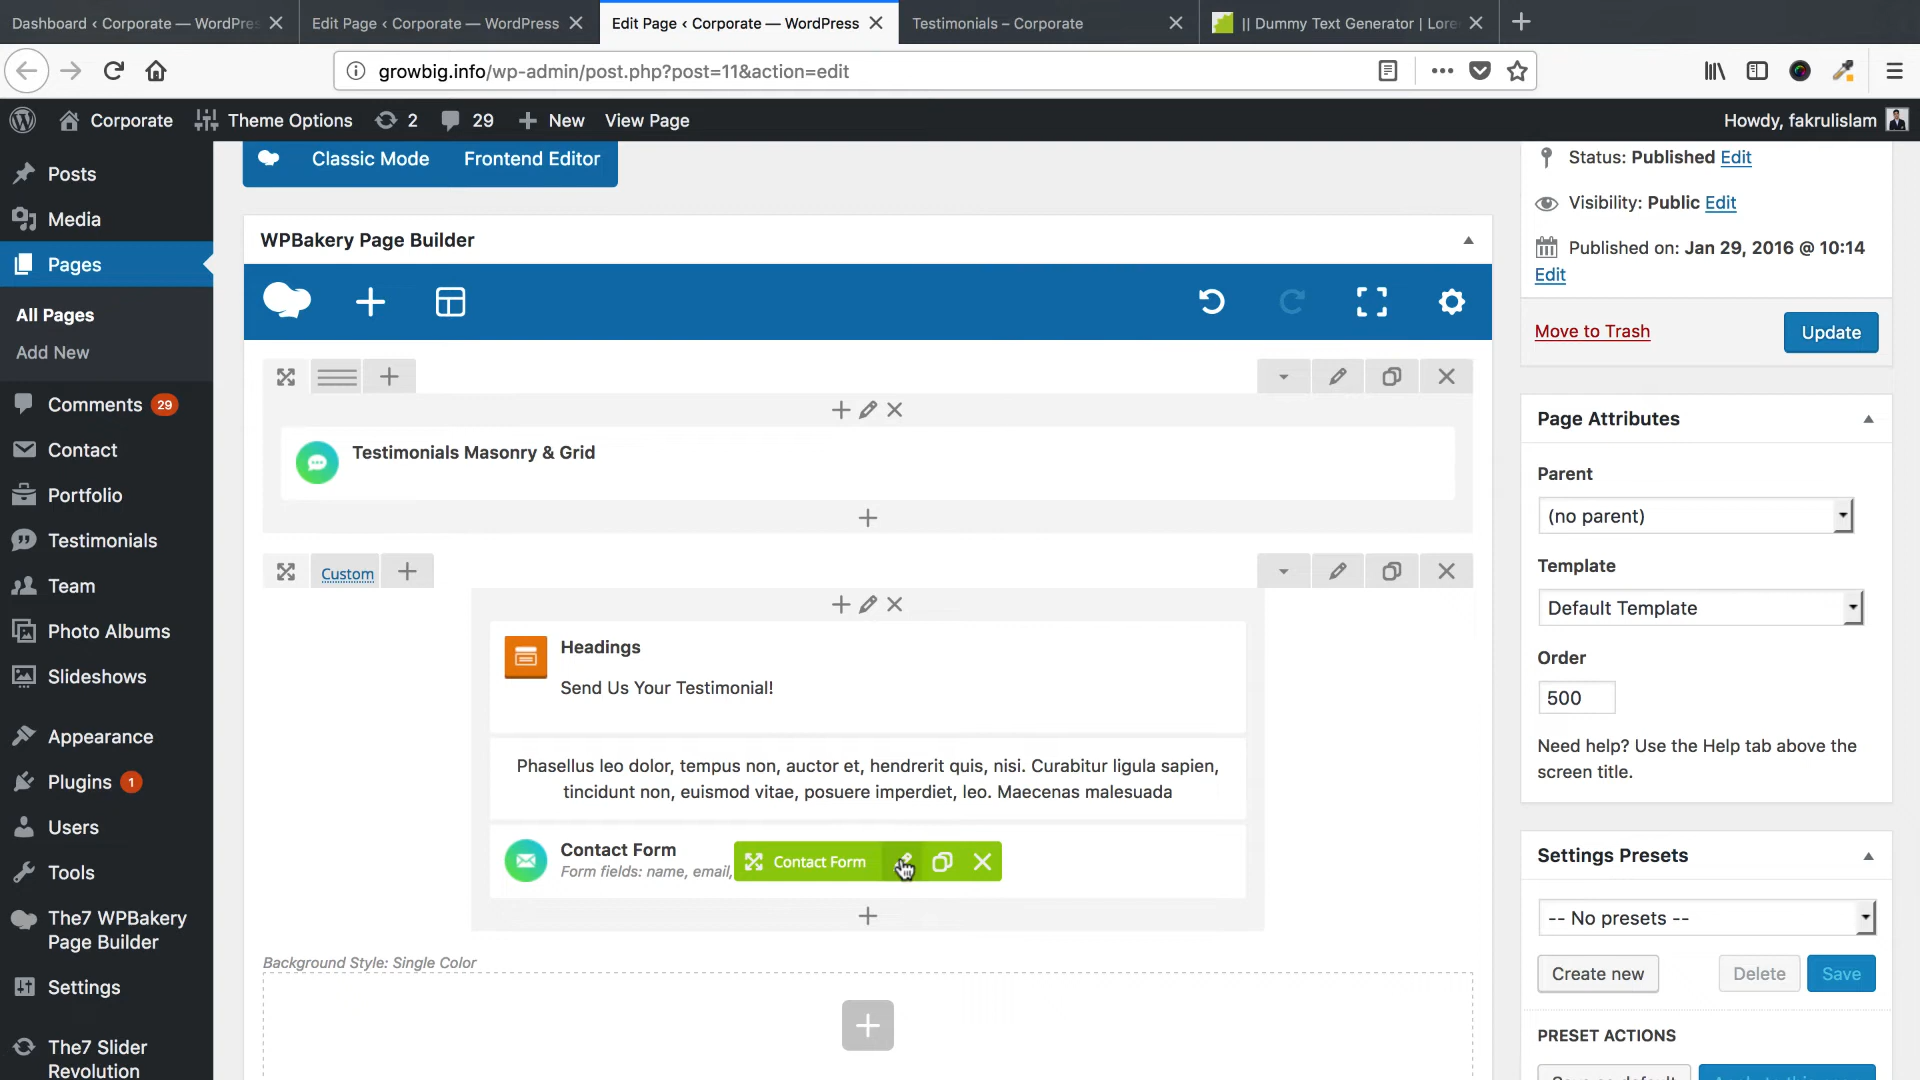 Dashboard ‹ Corporate — WordPre
Edit Page ‹ Corporate — WordPress
Edit Page ‹ Corporate — WordPress
Testimonials – Corporate
|| Dummy Text Generator | Lore
growbig.info/wp-admin/post.php?post=11&action=edit
Corporate
Theme Options
2
29
New
View Page
Howdy, fakrulislam
Posts
Media
Pages
All Pages
Add New
Comments 29
Contact
Portfolio
Testimonials
Team
Photo Albums
Slideshows
Appearance
Plugins 1
Users
Tools
The7 WPBakery
Page Builder
Settings
The7 Slider
Revolution
Classic Mode
Frontend Editor
WPBakery Page Builder
Testimonials Masonry & Grid
Custom
Headings
Send Us Your Testimonial!
Phasellus leo dolor, tempus non, auctor et, hendrerit quis, nisi. Curabitur ligula sapien,
tincidunt non, euismod vitae, posuere imperdiet, leo. Maecenas malesuada
Contact Form
Form fields: name, email,
Contact Form
Background Style: Single Color
Status: Published Edit
Visibility: Public Edit
Published on: Jan 29, 2016 @ 10:14
Edit
Move to Trash
Update
Page Attributes
Parent
(no parent)
Template
Default Template
Order
500
Need help? Use the Help tab above the
screen title.
Settings Presets
-- No presets --
Create new
Delete
Save
PRESET ACTIONS